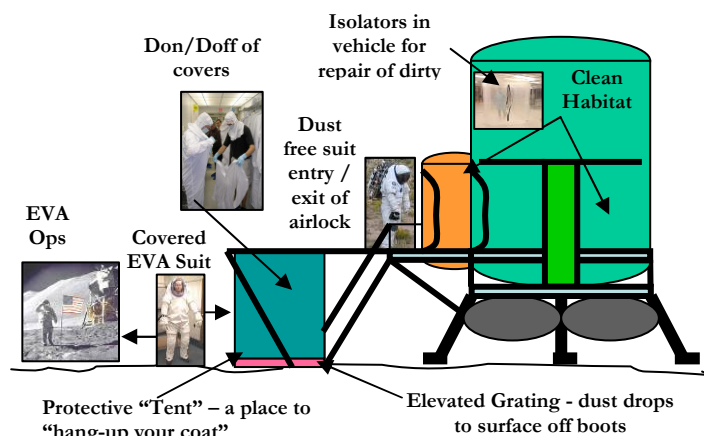 Don/Doff of
covers
Isolators in
vehicle for
repair of dirty
Clean
Habitat
Dust
free suit
entry /
exit of
airlock
EVA
Ops
Covered
EVA Suit
Protective “Tent” – a place to
“hang-up your coat”
Elevated Grating - dust drops
to surface off boots